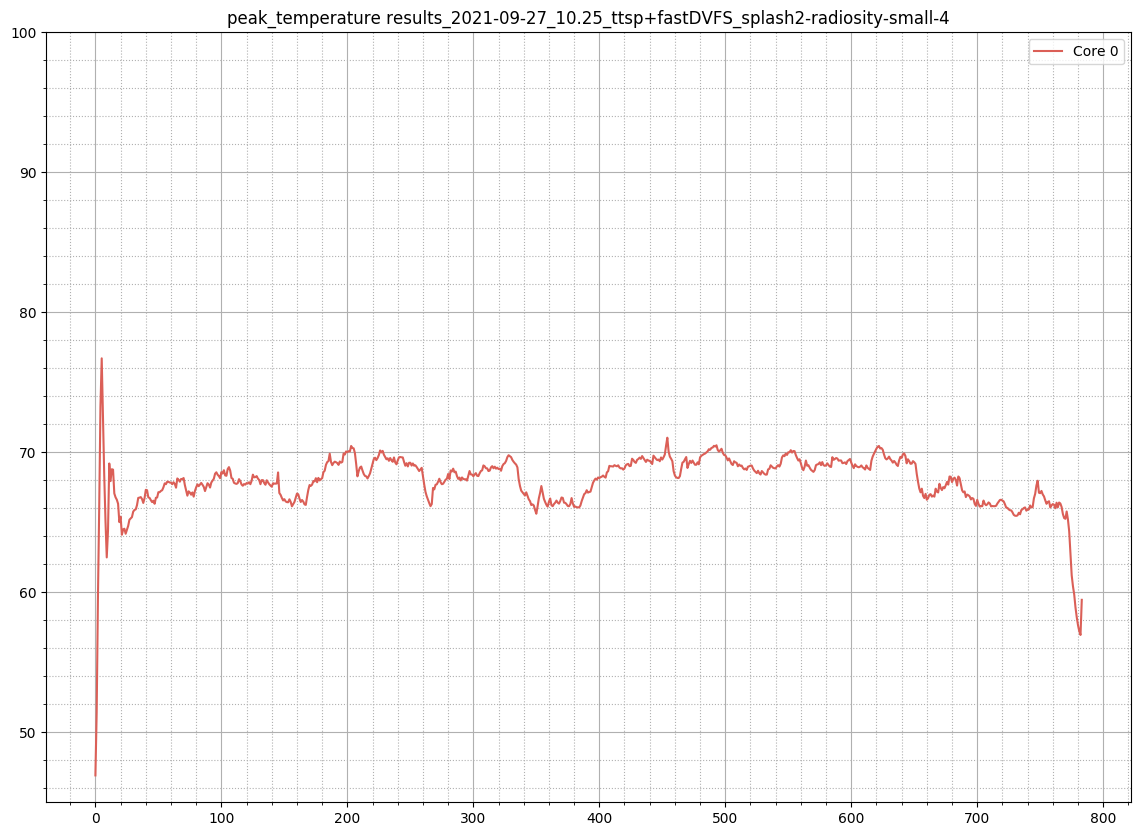 peak_temperature results_2021-09-27_10.25_ttsp+fastDVFS_splash2-radiosity-small-4
Core 0
100
90
80
70
60
50
0 100 200 300 400 500 600 700 800